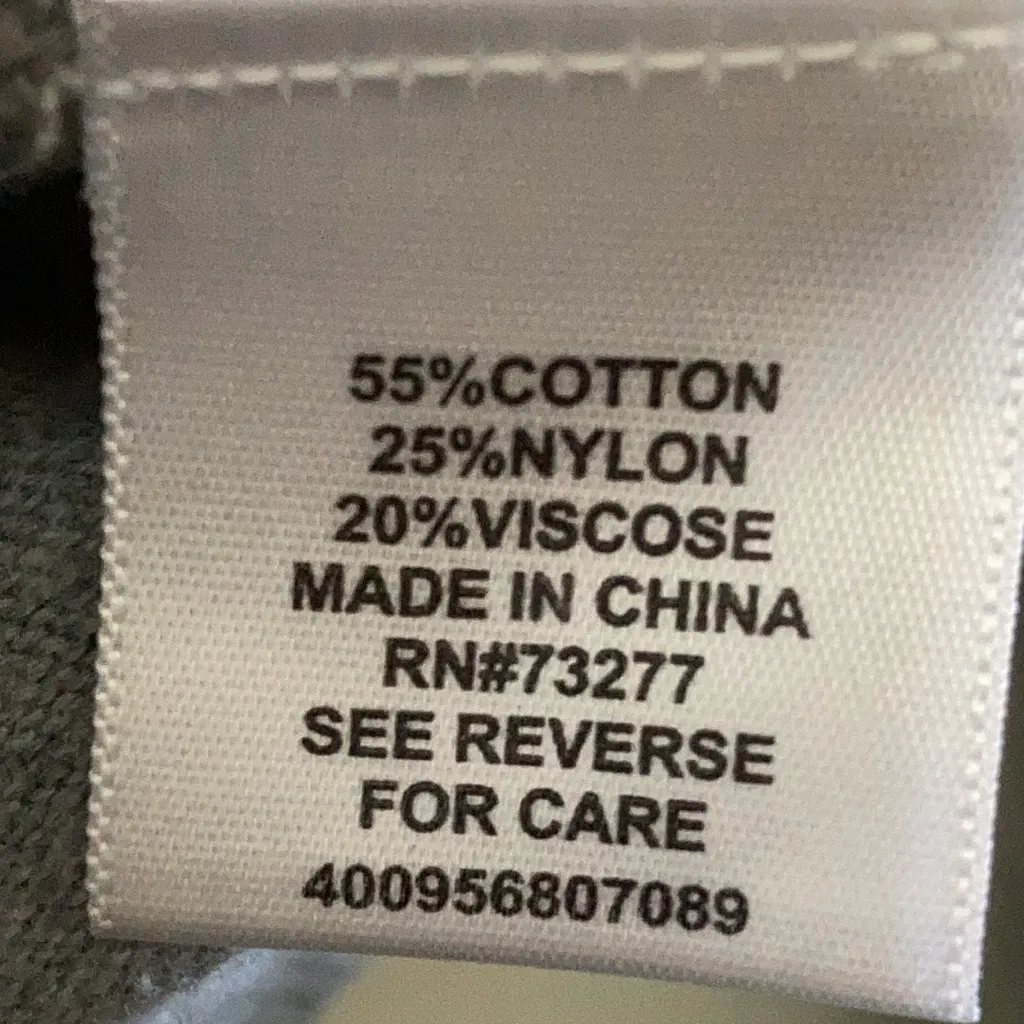 55%COTTON
25%NYLON
20%VISCOSE
MADE IN CHINA
RN#73277
SEE REVERSE
FOR CARE
400956807089